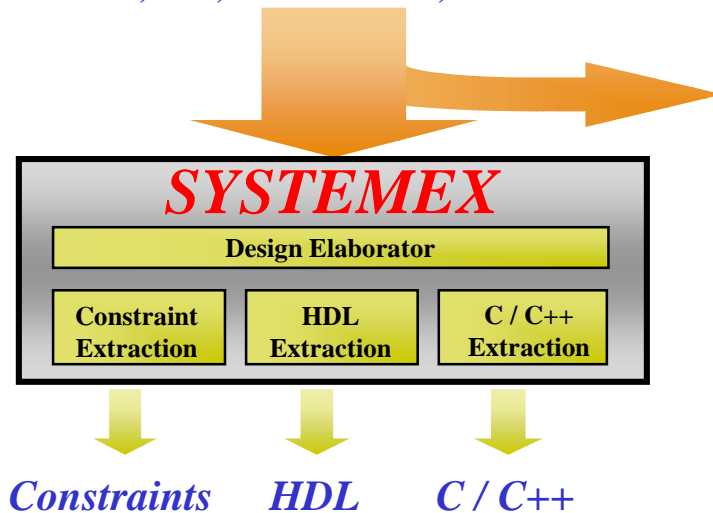 SYSTEMEX
Design Elaborator
Constraint
Extraction
HDL
Extraction
C / C++
Extraction
Constraints HDL C / C++